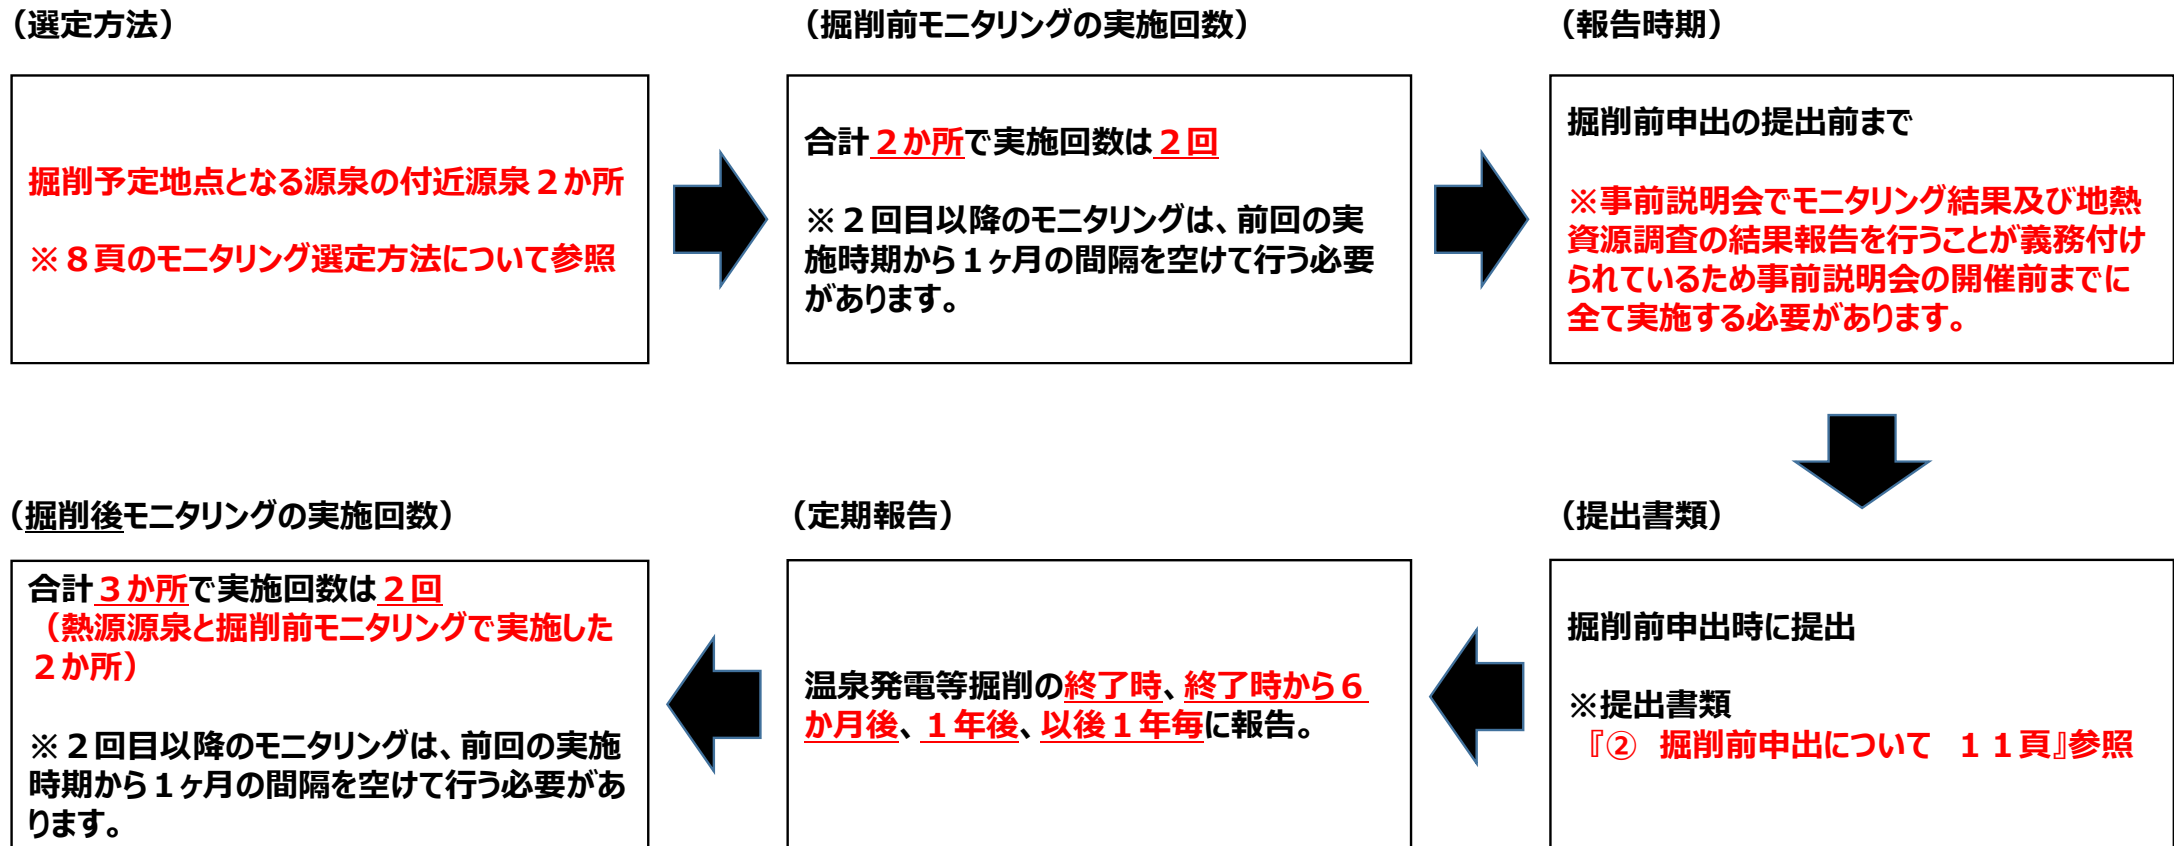 （選定方法）
掘削予定地点となる源泉の付近源泉２か所
※８頁のモニタリング選定方法について参照
（掘削前モニタリングの実施回数）
合計２か所で実施回数は２回
※２回目以降のモニタリングは、前回の実
施時期から１ヶ月の間隔を空けて行う必要
があります。
（報告時期）
掘削前申出の提出前まで
※事前説明会でモニタリング結果及び地熱
資源調査の結果報告を行うことが義務付け
られているため事前説明会の開催前までに
全て実施する必要があります。
（提出書類）
掘削前申出時に提出
※提出書類
『②　掘削前申出について　１１頁』参照
（定期報告）
温泉発電等掘削の終了時、終了時から６
か月後、１年後、以後１年毎に報告。
（掘削後モニタリングの実施回数）
合計３か所で実施回数は２回
（熱源源泉と掘削前モニタリングで実施した
２か所）
※２回目以降のモニタリングは、前回の実施
時期から１ヶ月の間隔を空けて行う必要があ
ります。